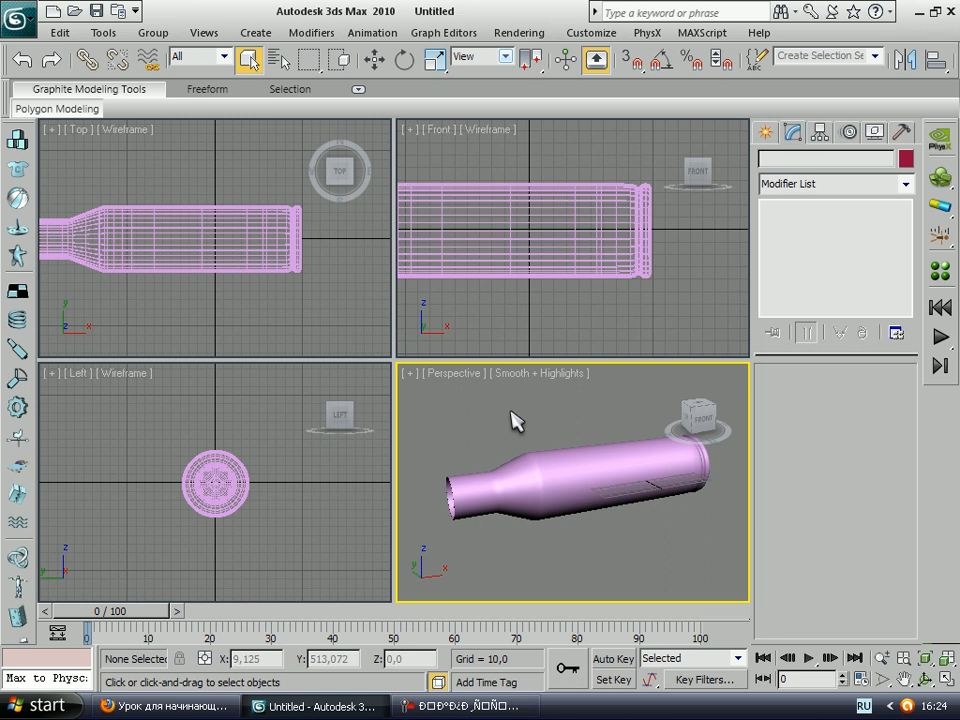 Autodesk 3ds Max 2010 Untitled
Type a keyword or phrase
Edit Tools Group Views Create Modifiers Animation Graph Editors Rendering Customize PhysX MAXScript Help
All View 3 % ABC Create Selection Se
Graphite Modeling Tools Freeform Selection
Polygon Modeling
[ + ] [ Top ] [ Wireframe ]
[ + ] [ Front ] [ Wireframe ]
TOP
FRONT
y
z x
z
y x
[ + ] [ Left ] [ Wireframe ]
[ + ] [ Perspective ] [ Smooth + Highlights ]
LEFT
FRONT
z
y x
z
y x
Modifier List
PhysX
< 0 / 100 >
0 10 20 30 40 50 60 70 80 90 100
None Selected X: 9,125 Y: 513,072 Z: 0,0 Grid = 10,0 Auto Key Selected
Max to Physc: Click or click-and-drag to select objects Add Time Tag Set Key Key Filters... 0
start Урок для начинающ... Untitled - Autodesk 3... RU 16:24